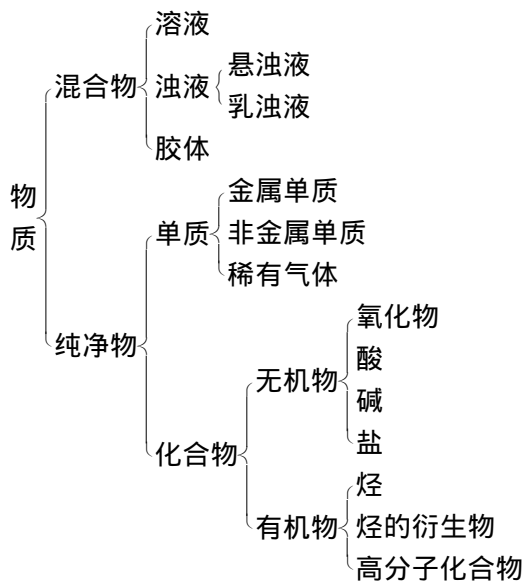 物质
混合物
溶液
浊液
悬浊液
乳浊液
胶体
纯净物
单质
金属单质
非金属单质
稀有气体
化合物
无机物
氧化物
酸
碱
盐
有机物
烃
烃的衍生物
高分子化合物